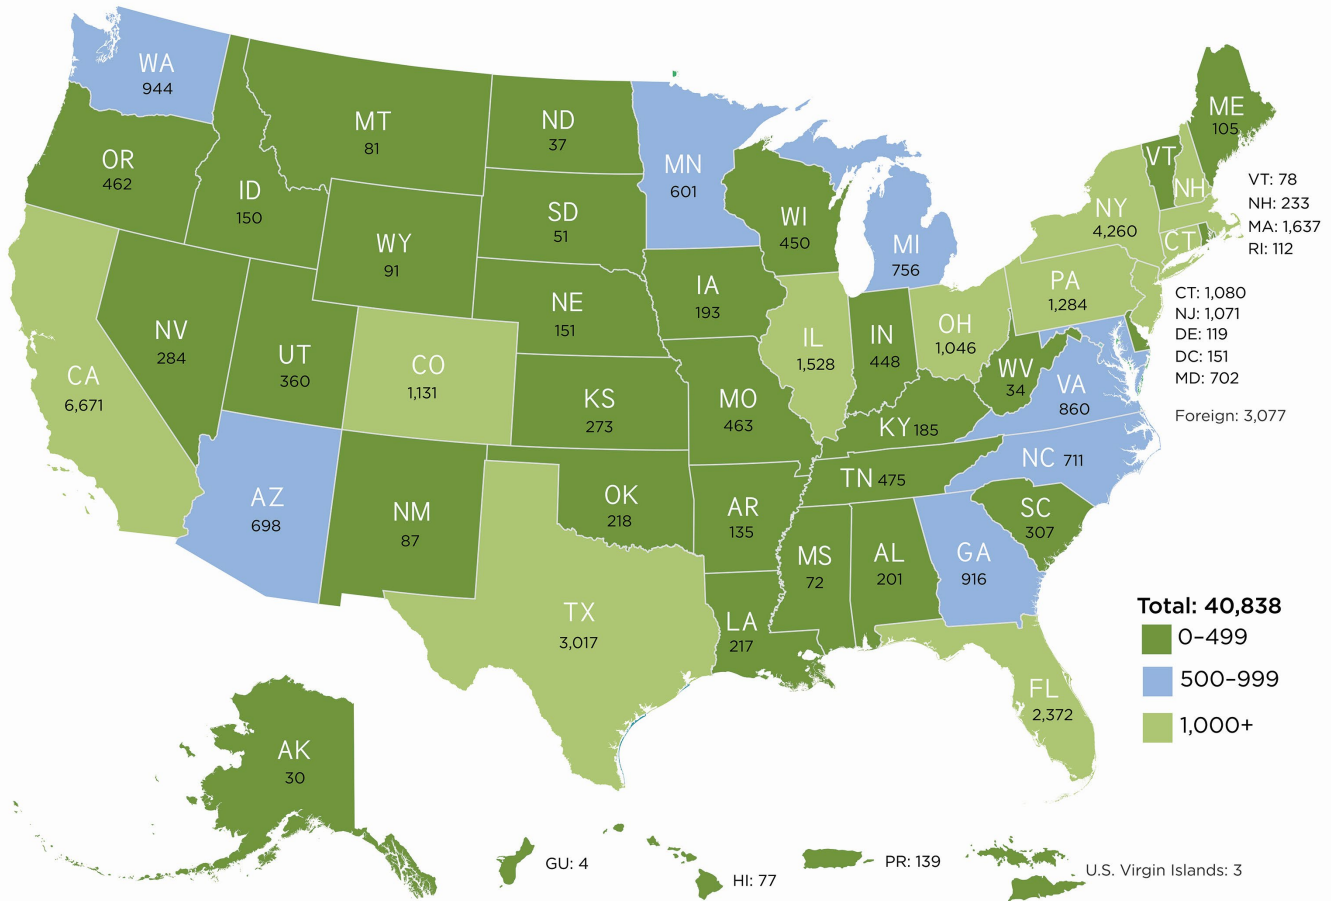 WA
944
OR
462
CA
6,671
NV
284
ID
150
MT
81
WY
91
UT
360
AZ
698
CO
1,131
NM
87
ND
37
SD
51
NE
151
KS
273
OK
218
TX
3,017
MN
601
IA
193
MO
463
AR
135
LA
217
WI
450
IL
1,528
MI
756
IN
448
OH
1,046
KY 185
TN 475
MS
72
AL
201
GA
916
FL
2,372
SC
307
NC 711
VA
860
WV
34
PA
1,284
NY
4,260
VT
NH
ME
105
CT
VT: 78
NH: 233
MA: 1,637
RI: 112
CT: 1,080
NJ: 1,071
DE: 119
DC: 151
MD: 702
Foreign: 3,077
Total: 40,838
0–499
500–999
1,000+
AK
30
GU: 4
HI: 77
PR: 139
U.S. Virgin Islands: 3